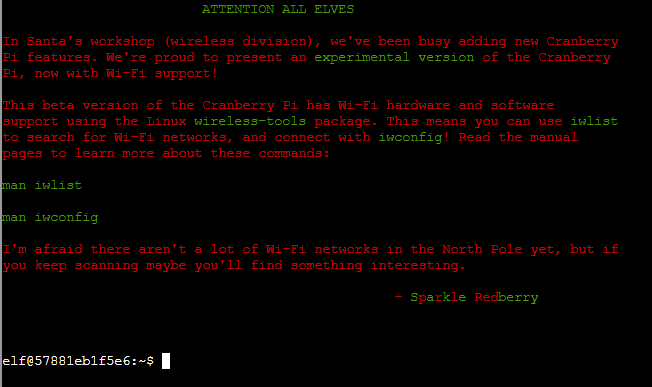 ATTENTION ALL ELVES
In Santa's workshop (wireless division), we've been busy adding new Cranberry
Pi features. We're proud to present an experimental version of the Cranberry
Pi, now with Wi-Fi support!
This beta version of the Cranberry Pi has Wi-Fi hardware and software
support using the Linux wireless-tools package. This means you can use iwlist
to search for Wi-Fi networks, and connect with iwconfig! Read the manual
pages to learn more about these commands:
man iwlist
man iwconfig
I'm afraid there aren't a lot of Wi-Fi networks in the North Pole yet, but if
you keep scanning maybe you'll find something interesting.
- Sparkle Redberry
elf@57881eb1f5e6:~$